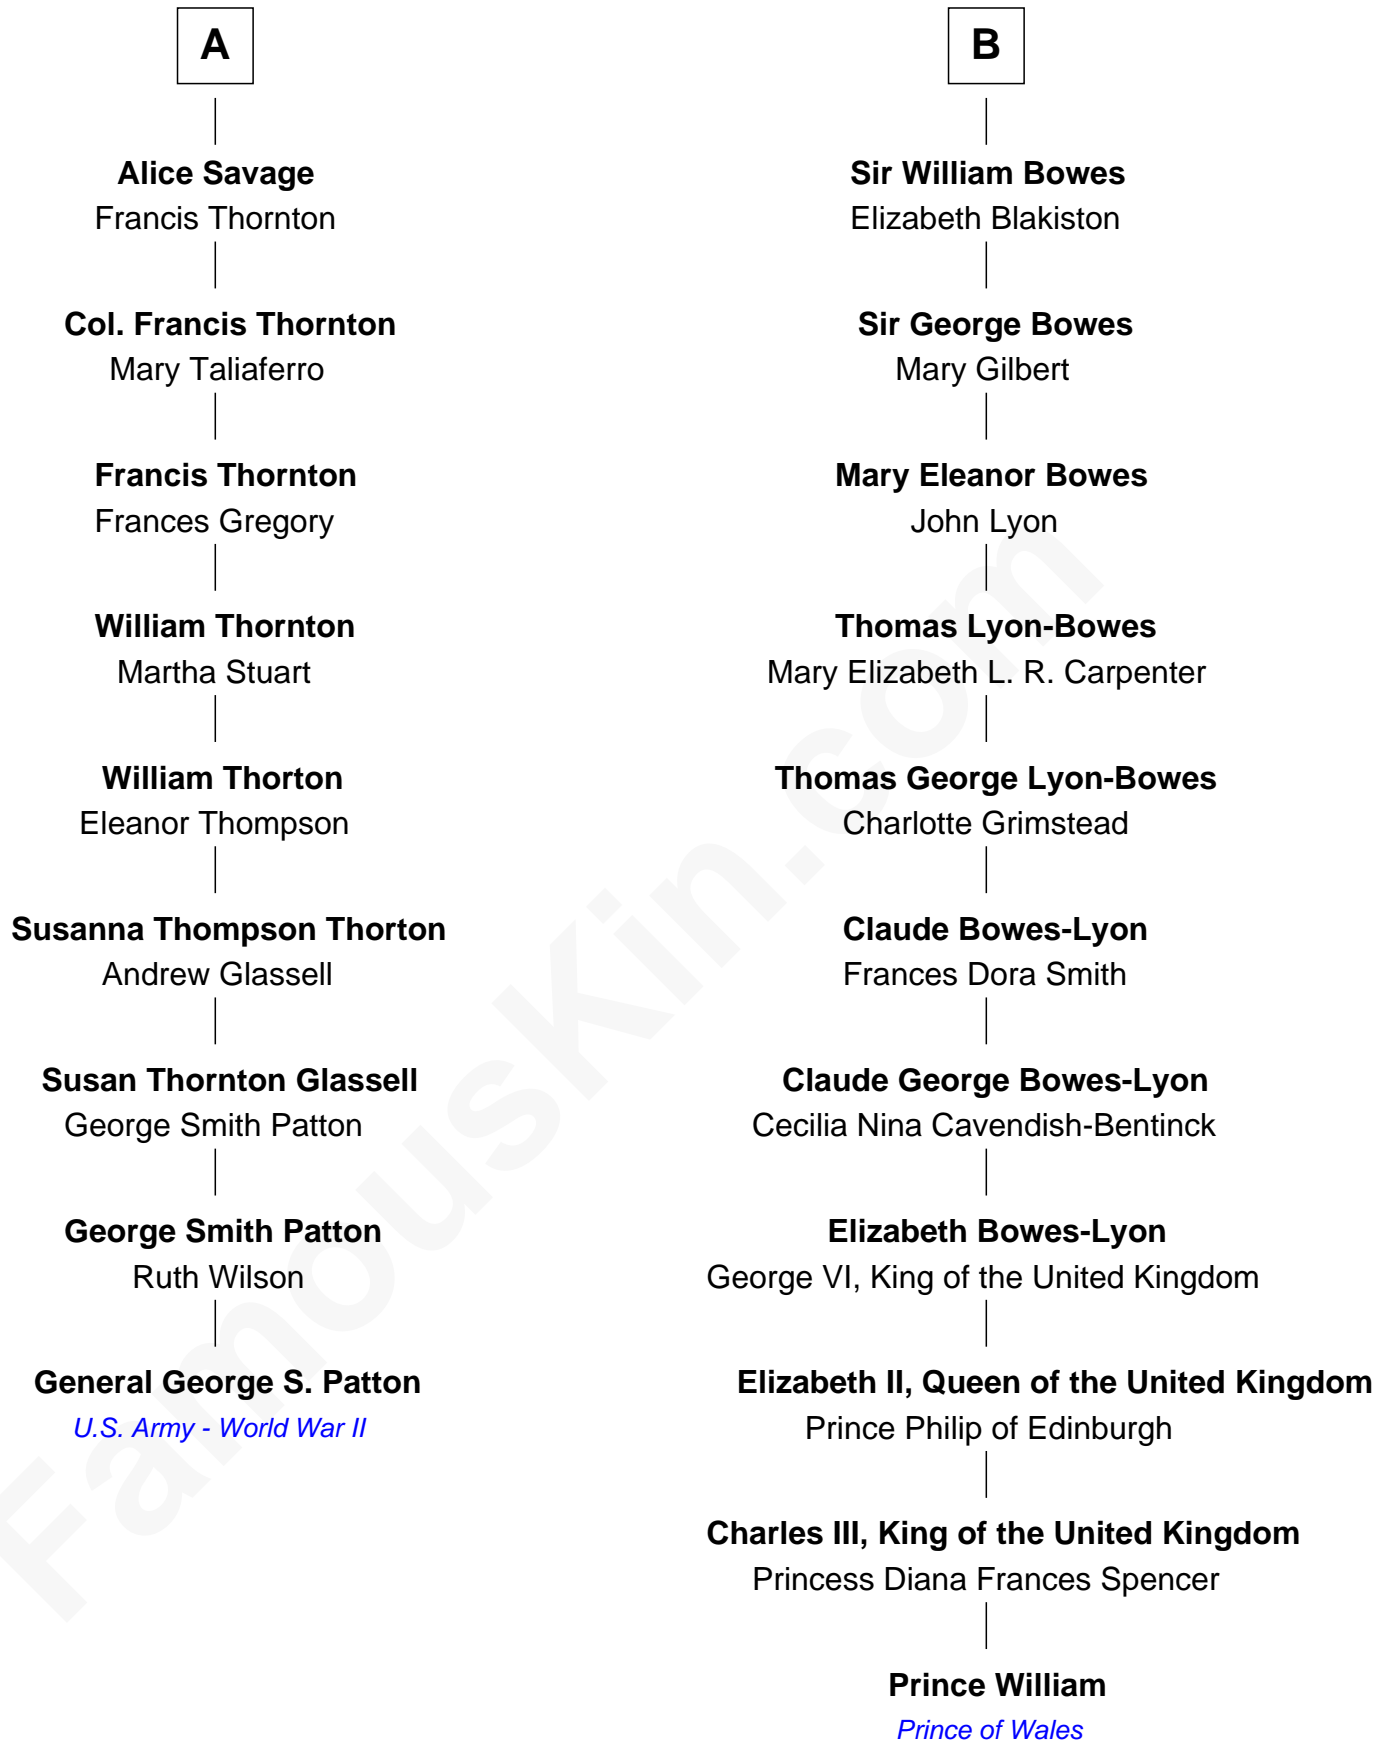 A
Alice Savage
Francis Thornton
Col. Francis Thornton
Mary Taliaferro
Francis Thornton
Frances Gregory
William Thornton
Martha Stuart
William Thorton
Eleanor Thompson
Susanna Thompson Thorton
Andrew Glassell
Susan Thornton Glassell
George Smith Patton
George Smith Patton
Ruth Wilson
General George S. Patton
U.S. Army - World War II
B
Sir William Bowes
Elizabeth Blakiston
Sir George Bowes
Mary Gilbert
Mary Eleanor Bowes
John Lyon
Thomas Lyon-Bowes
Mary Elizabeth L. R. Carpenter
Thomas George Lyon-Bowes
Charlotte Grimstead
Claude Bowes-Lyon
Frances Dora Smith
Claude George Bowes-Lyon
Cecilia Nina Cavendish-Bentinck
Elizabeth Bowes-Lyon
George VI, King of the United Kingdom
Elizabeth II, Queen of the United Kingdom
Prince Philip of Edinburgh
Charles III, King of the United Kingdom
Princess Diana Frances Spencer
Prince William
Prince of Wales
FamousKin.com